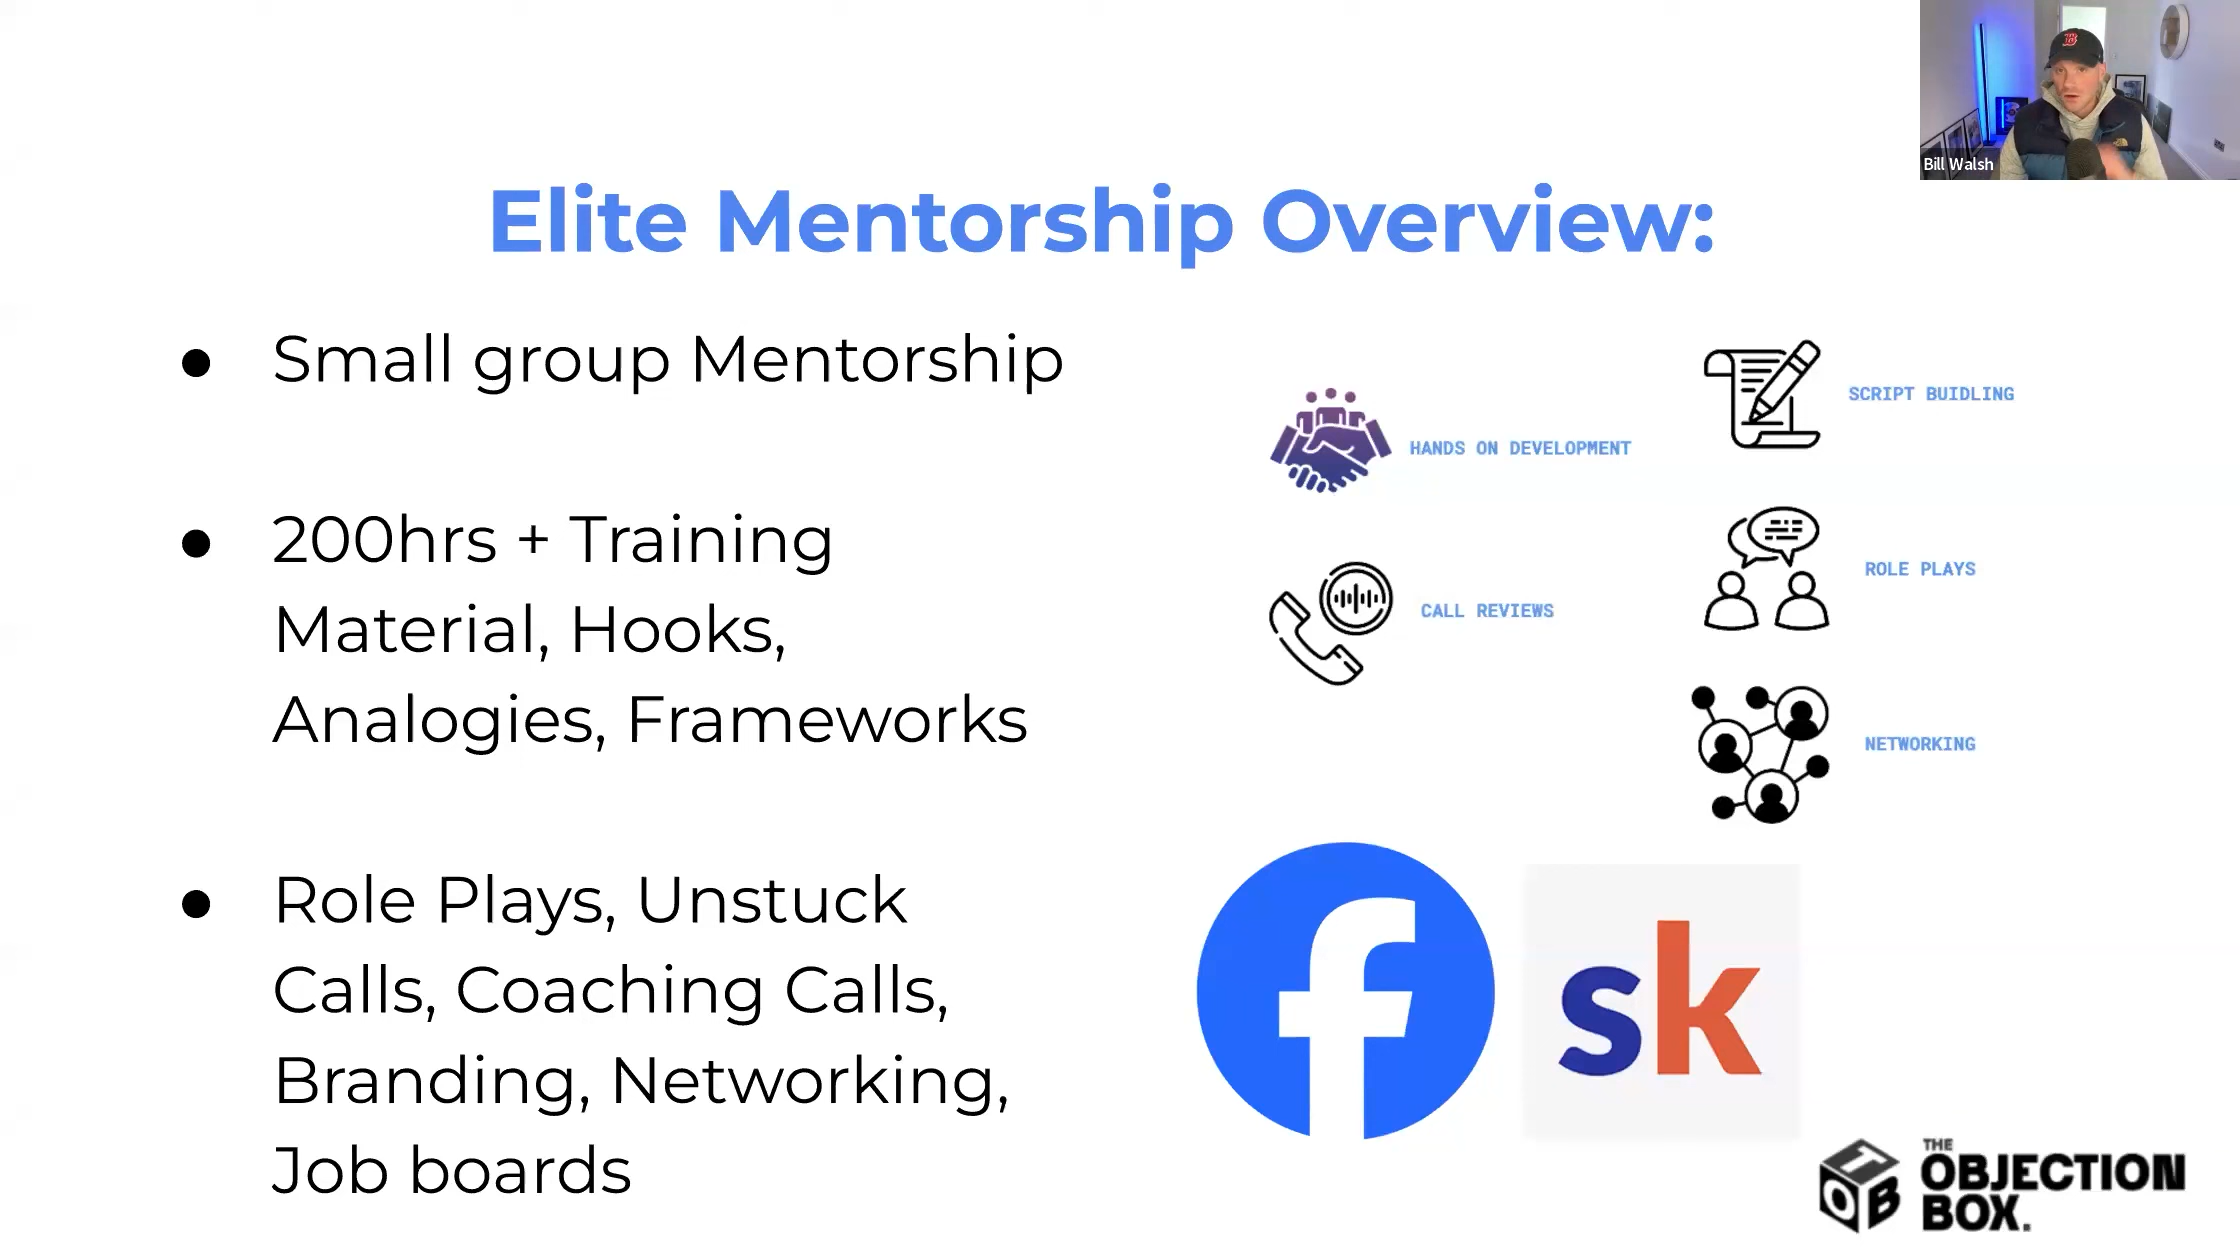 Bill Walsh
Elite Mentorship Overview:
● Small group Mentorship
● 200hrs + Training
Material, Hooks,
Analogies, Frameworks
● Role Plays, Unstuck
Calls, Coaching Calls,
Branding, Networking,
Job boards
HANDS ON DEVELOPMENT
CALL REVIEWS
SCRIPT BUIDLING
ROLE PLAYS
NETWORKING
f
sk
TOB
THE
OBJECTION
BOX.